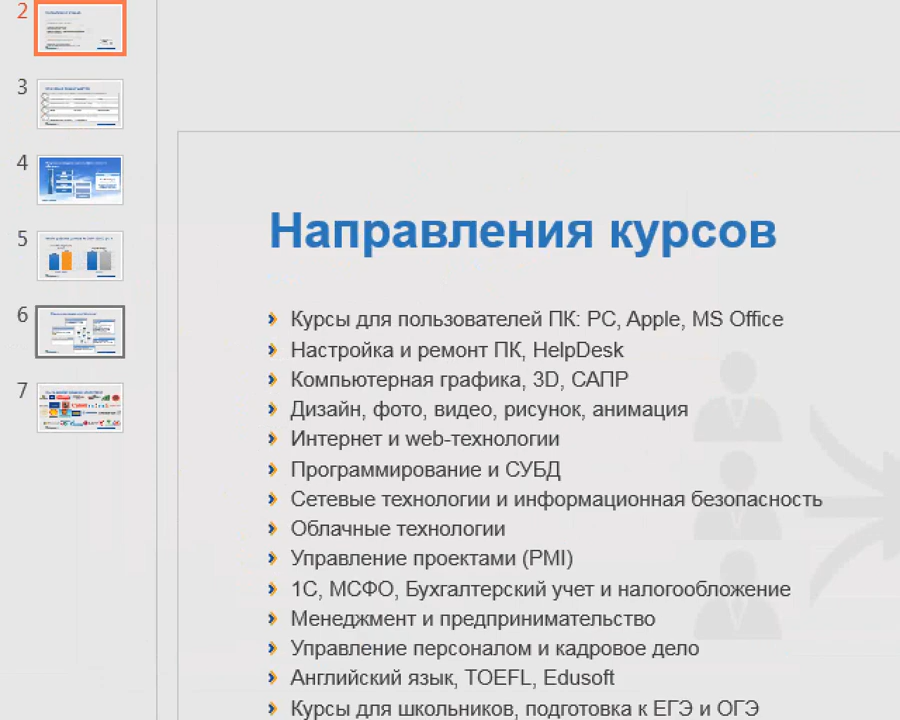 2
3
4
5
6
7
Направления курсов
Курсы для пользователей ПК: PC, Apple, MS Office
Настройка и ремонт ПК, HelpDesk
Компьютерная графика, 3D, САПР
Дизайн, фото, видео, рисунок, анимация
Интернет и web-технологии
Программирование и СУБД
Сетевые технологии и информационная безопасность
Облачные технологии
Управление проектами (PMI)
1С, МСФО, Бухгалтерский учет и налогообложение
Менеджмент и предпринимательство
Управление персоналом и кадровое дело
Английский язык, TOEFL, Edusoft
Курсы для школьников, подготовка к ЕГЭ и ОГЭ